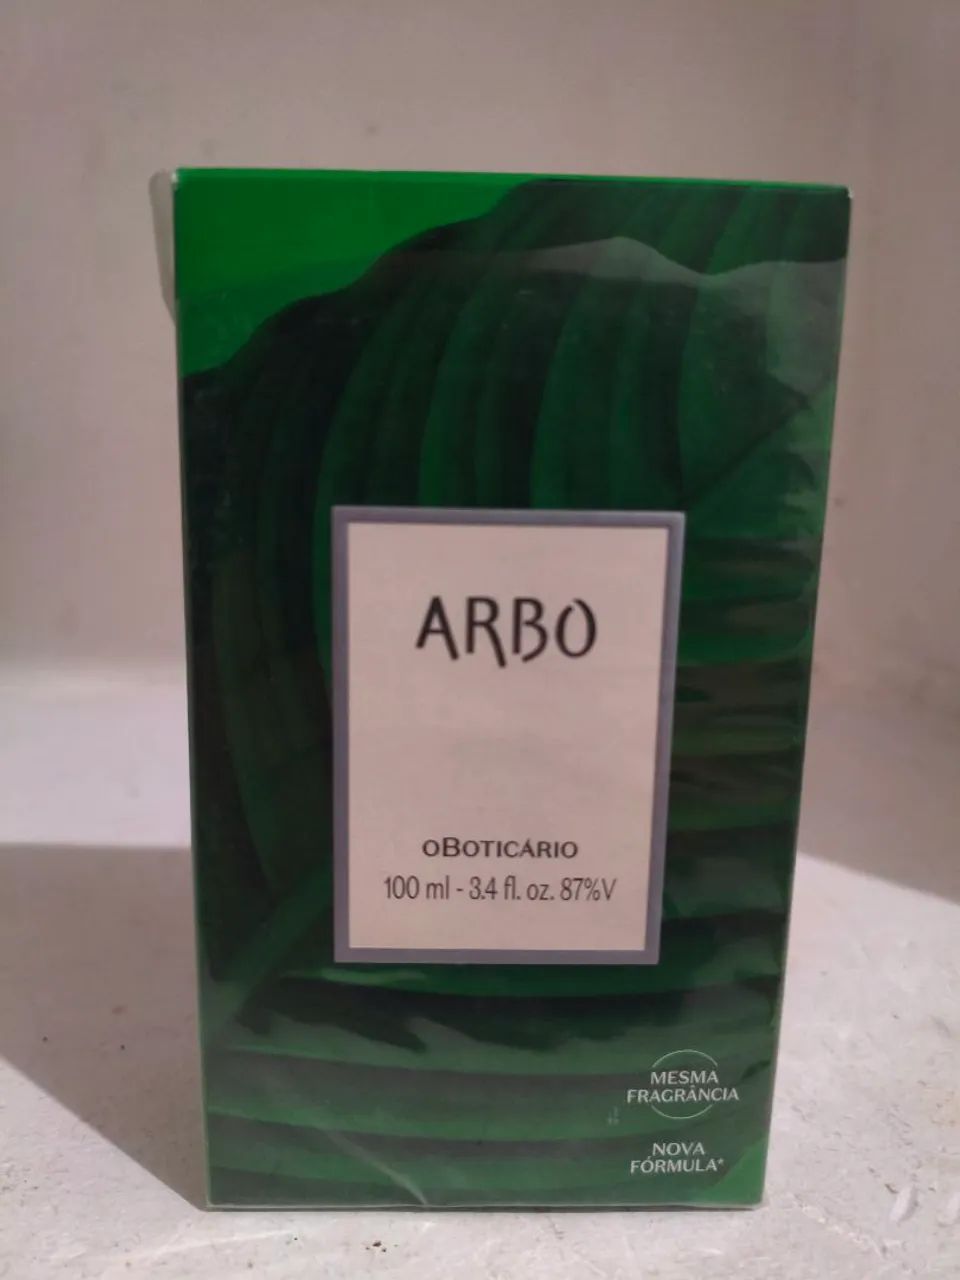 ARBO
oBOTICÁRIO
100 ml - 3.4 fl. oz. 87%V
MESMA
FRAGRÂNCIA
NOVA
FÓRMULA*